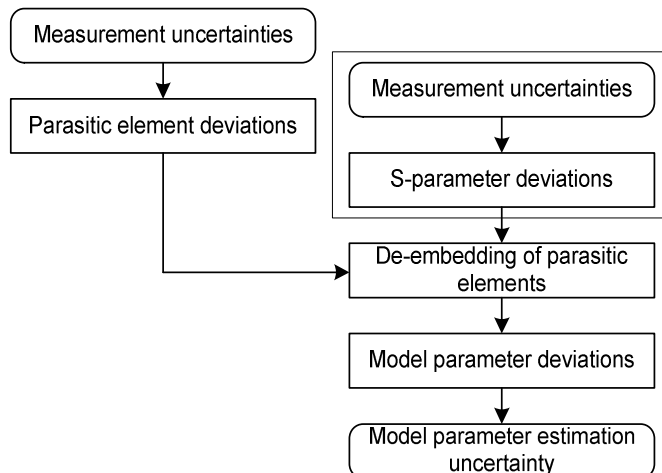 Measurement uncertainties
Parasitic element deviations
Measurement uncertainties
S-parameter deviations
De-embedding of parasitic
elements
Model parameter deviations
Model parameter estimation
uncertainty